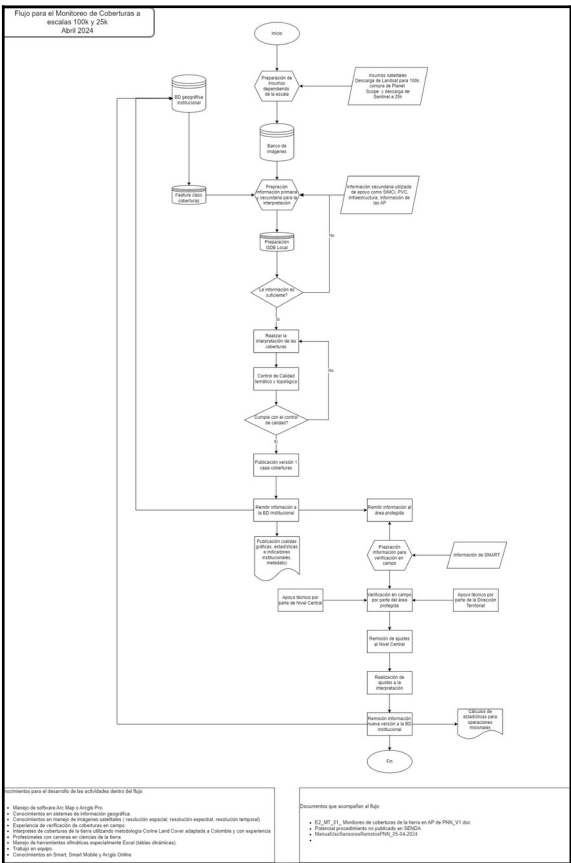 Flujo para el Monitoreo de Coberturas a
escalas 100k y 25k
Abril 2024
Inicio
Preparación de
Insumos
dependiendo
de la escala
Insumos satelitales
Descarga de Landsat para 100k,
compra de Planet
Scope y descarga de
Sentinel a 25k
BD geográfica
institucional
Banco de
imágenes
Feature class
coberturas
Prepración
información primaria
y secundaria para la
interpretación
Información secundaria utilizada
de apoyo como SIMCI, PVC,
Infraestructura, información de
las AP
No
Preparación
GDB Local
La información es
suficiente?
Si
Realizar la
interpretación de las
coberturas
No
Control de Calidad
temático y topológico
Cumple con el control
de calidad?
Si
Publicación versión 1
capa coberturas
Remitir información a
la BD institucional
Remitir información al
área protegida
Publicación (salidas
gráficas, estadísticas
e indicadores
institucionales,
metadato)
Prepración
información para
verificación en
campo
Información de SMART
Apoyo técnico por
parte de Nivel Central
Verificación en campo
por parte del área
protegida
Apoyo técnico por
parte de la Dirección
Territorial
Remisión de ajustes
al Nivel Central
Realización de
ajustes a la
interpretación
Remisión información
nueva versión a la BD
institucional
Cálculos de
estadísticas para
operaciones
misionales
Fin
nocimientos para el desarrollo de las actividades dentro del flujo
• Manejo de software Arc Map o Arcgis Pro.
• Conocimientos en sistemas de información geográfica.
• Conocimientos en manejo de imágenes satelitales ( resolución espacial, resolución espectral, resolución temporal)
• Experiencia de verificación de coberturas en campo.
• Interpretes de coberturas de la tierra utilizando metodología Corine Land Cover adaptada a Colombia y con experiencia
• Profesionales con carreras en ciencias de la tierra.
• Manejo de herramientas ofimáticas especialmente Excel (tablas dinámicas).
• Trabajo en equipo.
• Conocimientos en Smart, Smart Mobile y Arcgis Online
Documentos que acompañan al flujo
• E2_MT_01_ Monitoreo de coberturas de la tierra en AP de PNN_V1.doc
• Potencial procedimiento no publicado en SENDA
• ManualUsoSensoresRemotosPNN_05-04-2024
•